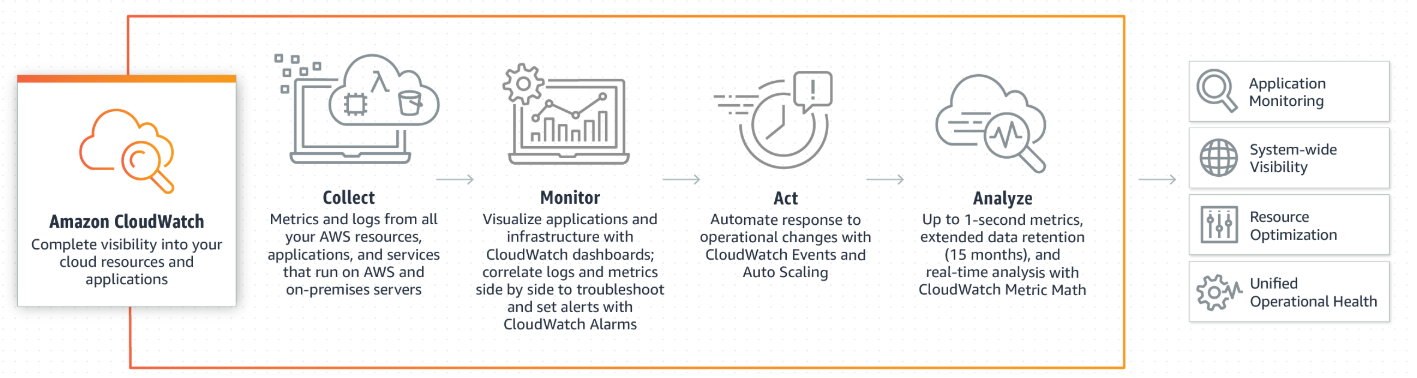 Amazon CloudWatch
Complete visibility into your
cloud resources and
applications
Collect
Metrics and logs from all
your AWS resources,
applications, and services
that run on AWS and
on-premises servers
Monitor
Visualize applications and
infrastructure with
CloudWatch dashboards;
correlate logs and metrics
side by side to troubleshoot
and set alerts with
CloudWatch Alarms
Act
Automate response to
operational changes with
CloudWatch Events and
Auto Scaling
Analyze
Up to 1-second metrics,
extended data retention
(15 months), and
real-time analysis with
CloudWatch Metric Math
Application
Monitoring
System-wide
Visibility
Resource
Optimization
Unified
Operational Health